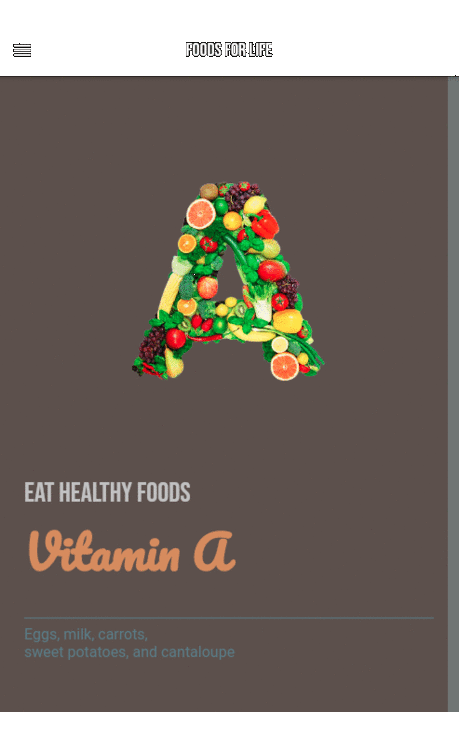 FOODS FOR LIFE
EAT HEALTHY FOODS
Vitamin A
Eggs, milk, carrots,
sweet potatoes, and cantaloupe